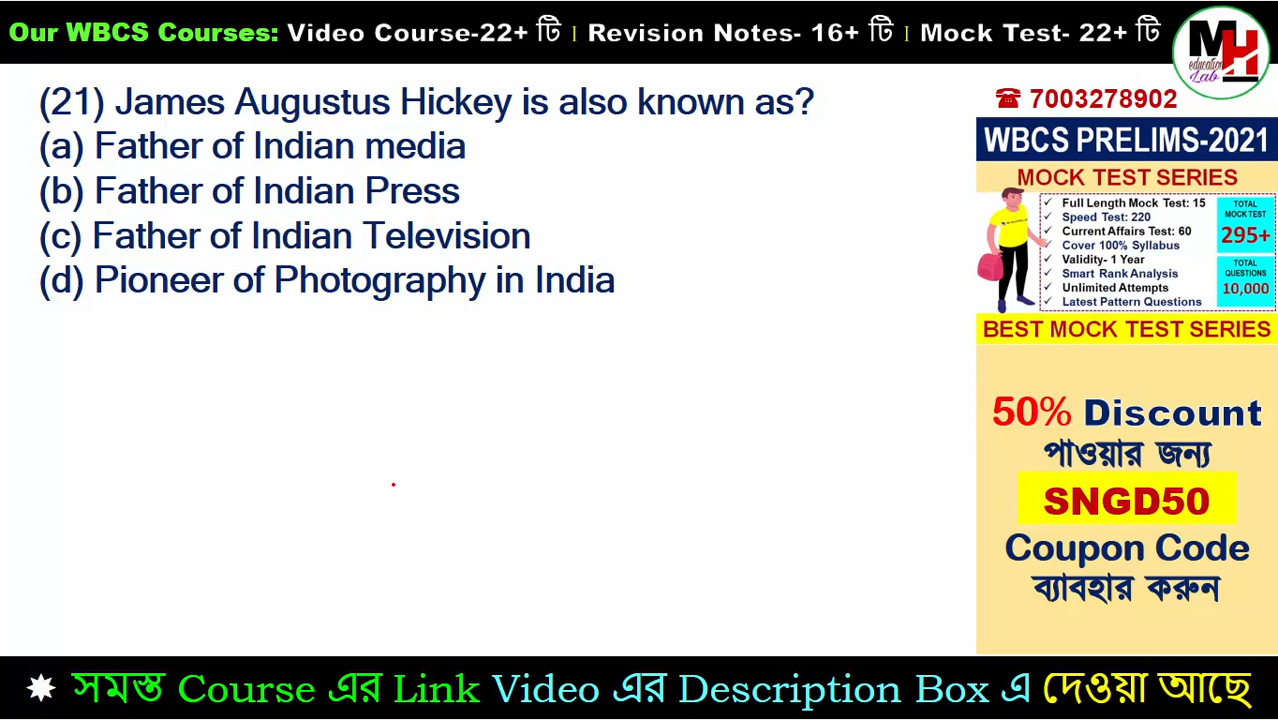 Our WBCS Courses: Video Course-22+ টি I Revision Notes- 16+ টি I Mock Test- 22+ টি
MH
education
Lab
☎ 7003278902
(21) James Augustus Hickey is also known as?
(a) Father of Indian media
(b) Father of Indian Press
(c) Father of Indian Television
(d) Pioneer of Photography in India
WBCS PRELIMS-2021
MOCK TEST SERIES
✓ Full Length Mock Test: 15
✓ Speed Test: 220
✓ Current Affairs Test: 60
✓ Cover 100% Syllabus
✓ Validity- 1 Year
✓ Smart Rank Analysis
✓ Unlimited Attempts
✓ Latest Pattern Questions
TOTAL
MOCK TEST
295+
TOTAL
QUESTIONS
10,000
BEST MOCK TEST SERIES
50% Discount
পাওয়ার জন্য
SNGD50
Coupon Code
ব্যাবহার করুন
✸ সমস্ত Course এর Link Video এর Description Box এ দেওয়া আছে